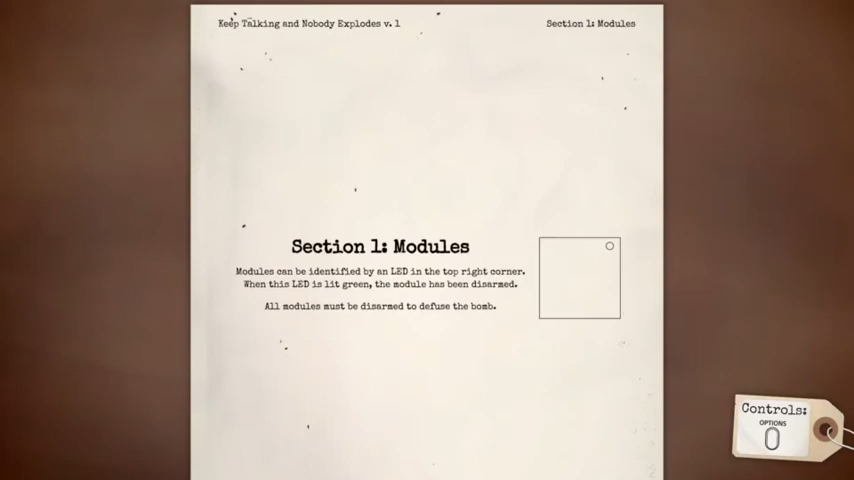 Keep Talking and Nobody Explodes v. 1
Section 1: Modules
Section 1: Modules
Modules can be identified by an LED in the top right corner.
When this LED is lit green, the module has been disarmed.
All modules must be disarmed to defuse the bomb.
Controls:
OPTIONS